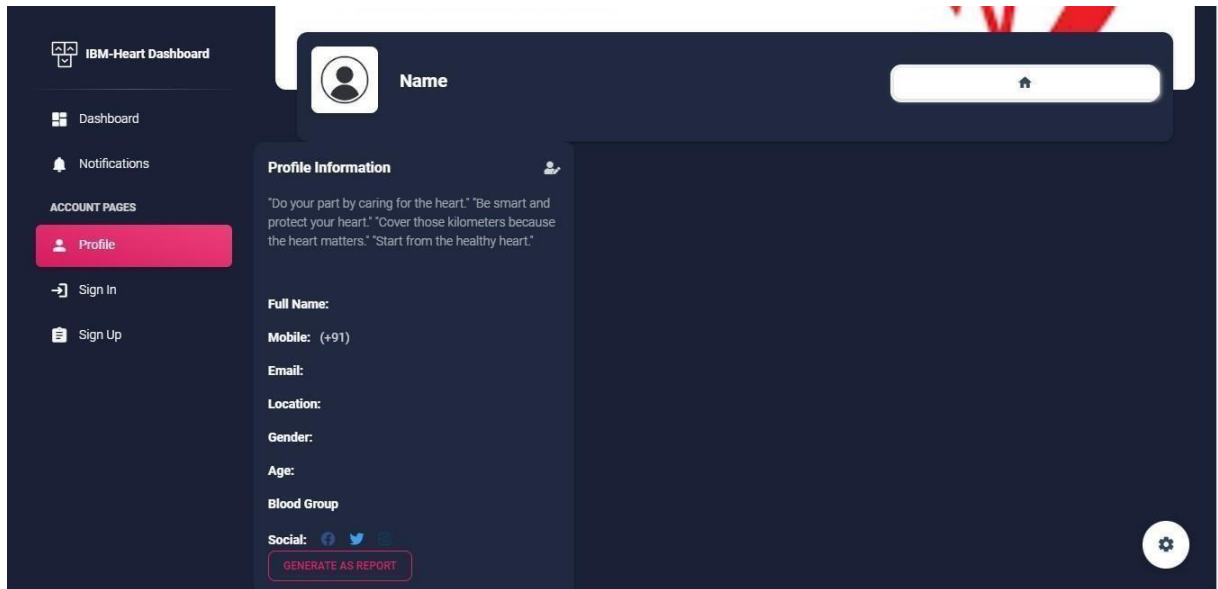 IBM-Heart Dashboard
Dashboard
Notifications
ACCOUNT PAGES
Profile
Sign In
Sign Up
Name
Profile Information
"Do your part by caring for the heart." "Be smart and
protect your heart." "Cover those kilometers because
the heart matters." "Start from the healthy heart."
Full Name:
Mobile: (+91)
Email:
Location:
Gender:
Age:
Blood Group
Social:
GENERATE AS REPORT